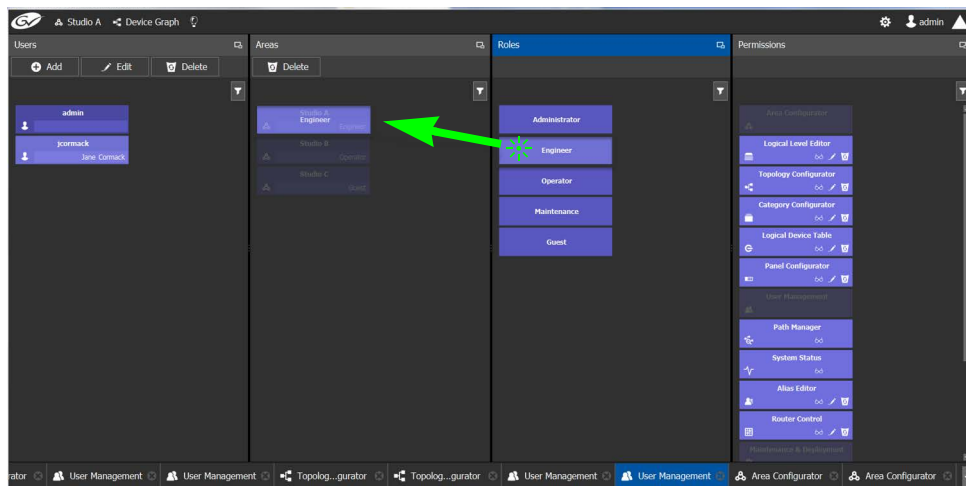 Studio A Device Graph admin
Users
Add Edit Delete
admin
jcormack
Jane Cormack
Areas
Delete
Studio A
Engineer
Engineer
Studio B
Operator
Studio C
Guest
Roles
Administrator
Engineer
Operator
Maintenance
Guest
Permissions
Area Configurator
Logical Level Editor
Topology Configurator
Category Configurator
Logical Device Table
Panel Configurator
User Management
Path Manager
System Status
Alias Editor
Router Control
Maintenance & Deployment
rator User Management User Management Topolog...gurator Topolog...gurator User Management User Management Area Configurator Area Configurator